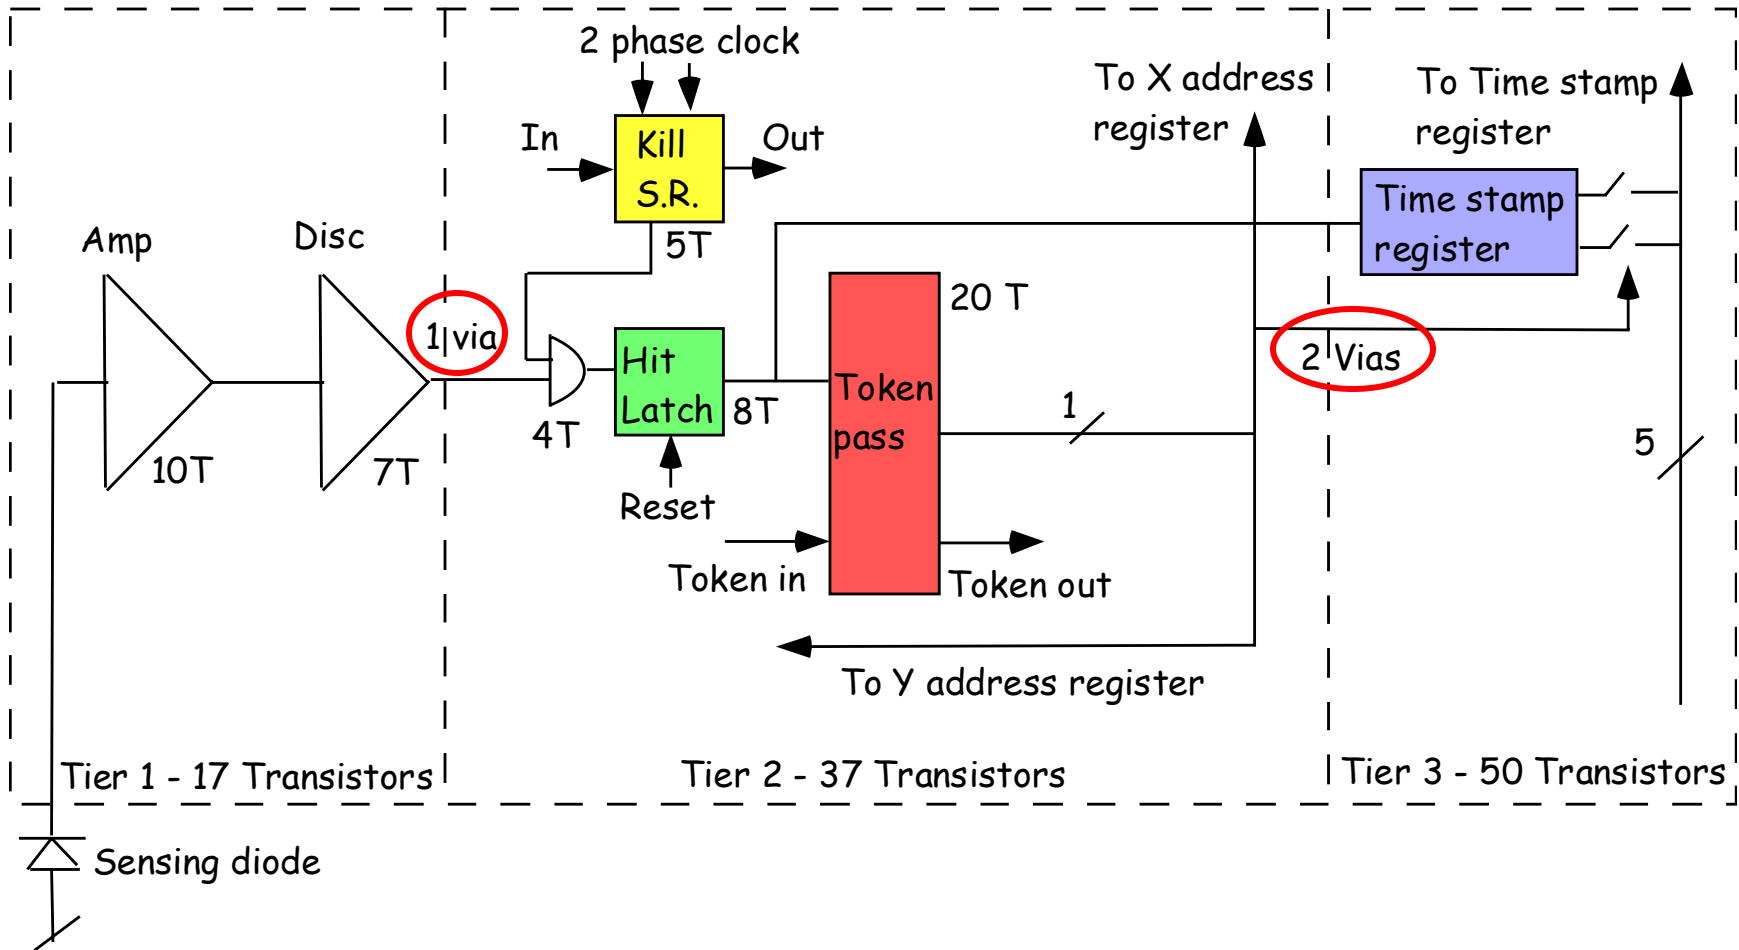 2 phase clock
To X address
register
To Time stamp
register
In
Kill
S.R.
Out
5T
Time stamp
register
Amp
Disc
1 via
20 T
2 Vias
Hit
Latch
8T
4T
Token
pass
1
5
10T
7T
Reset
Token in
Token out
To Y address register
Tier 1 - 17 Transistors
Tier 2 - 37 Transistors
Tier 3 - 50 Transistors
Sensing diode